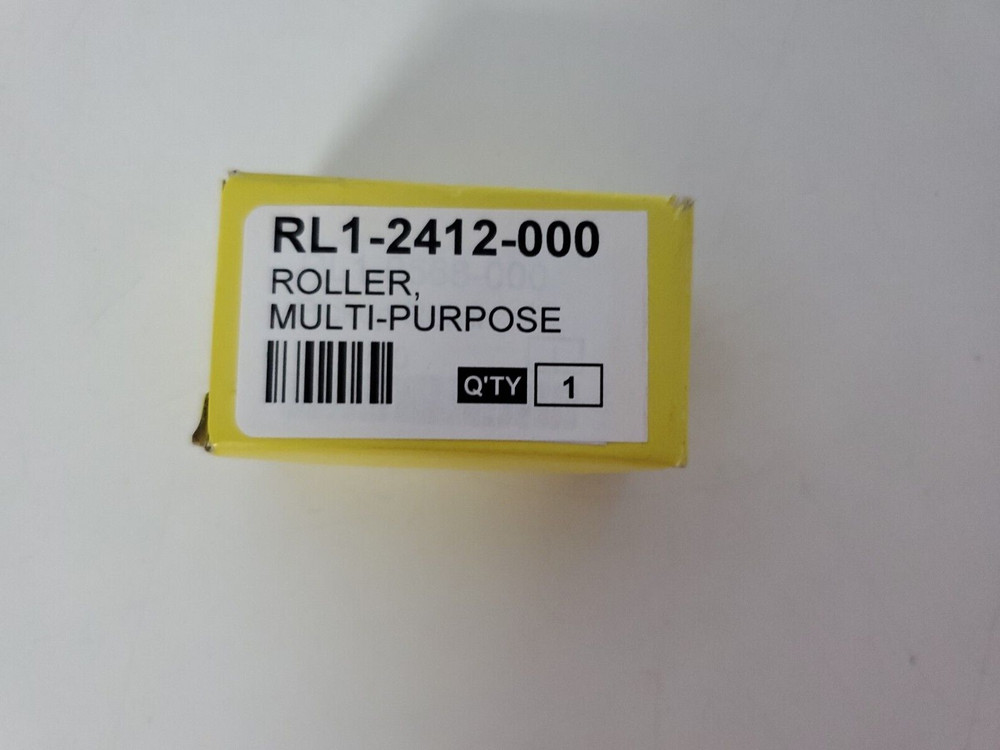 RL1-2412-000
ROLLER,
MULTI-PURPOSE
Q'TY 1